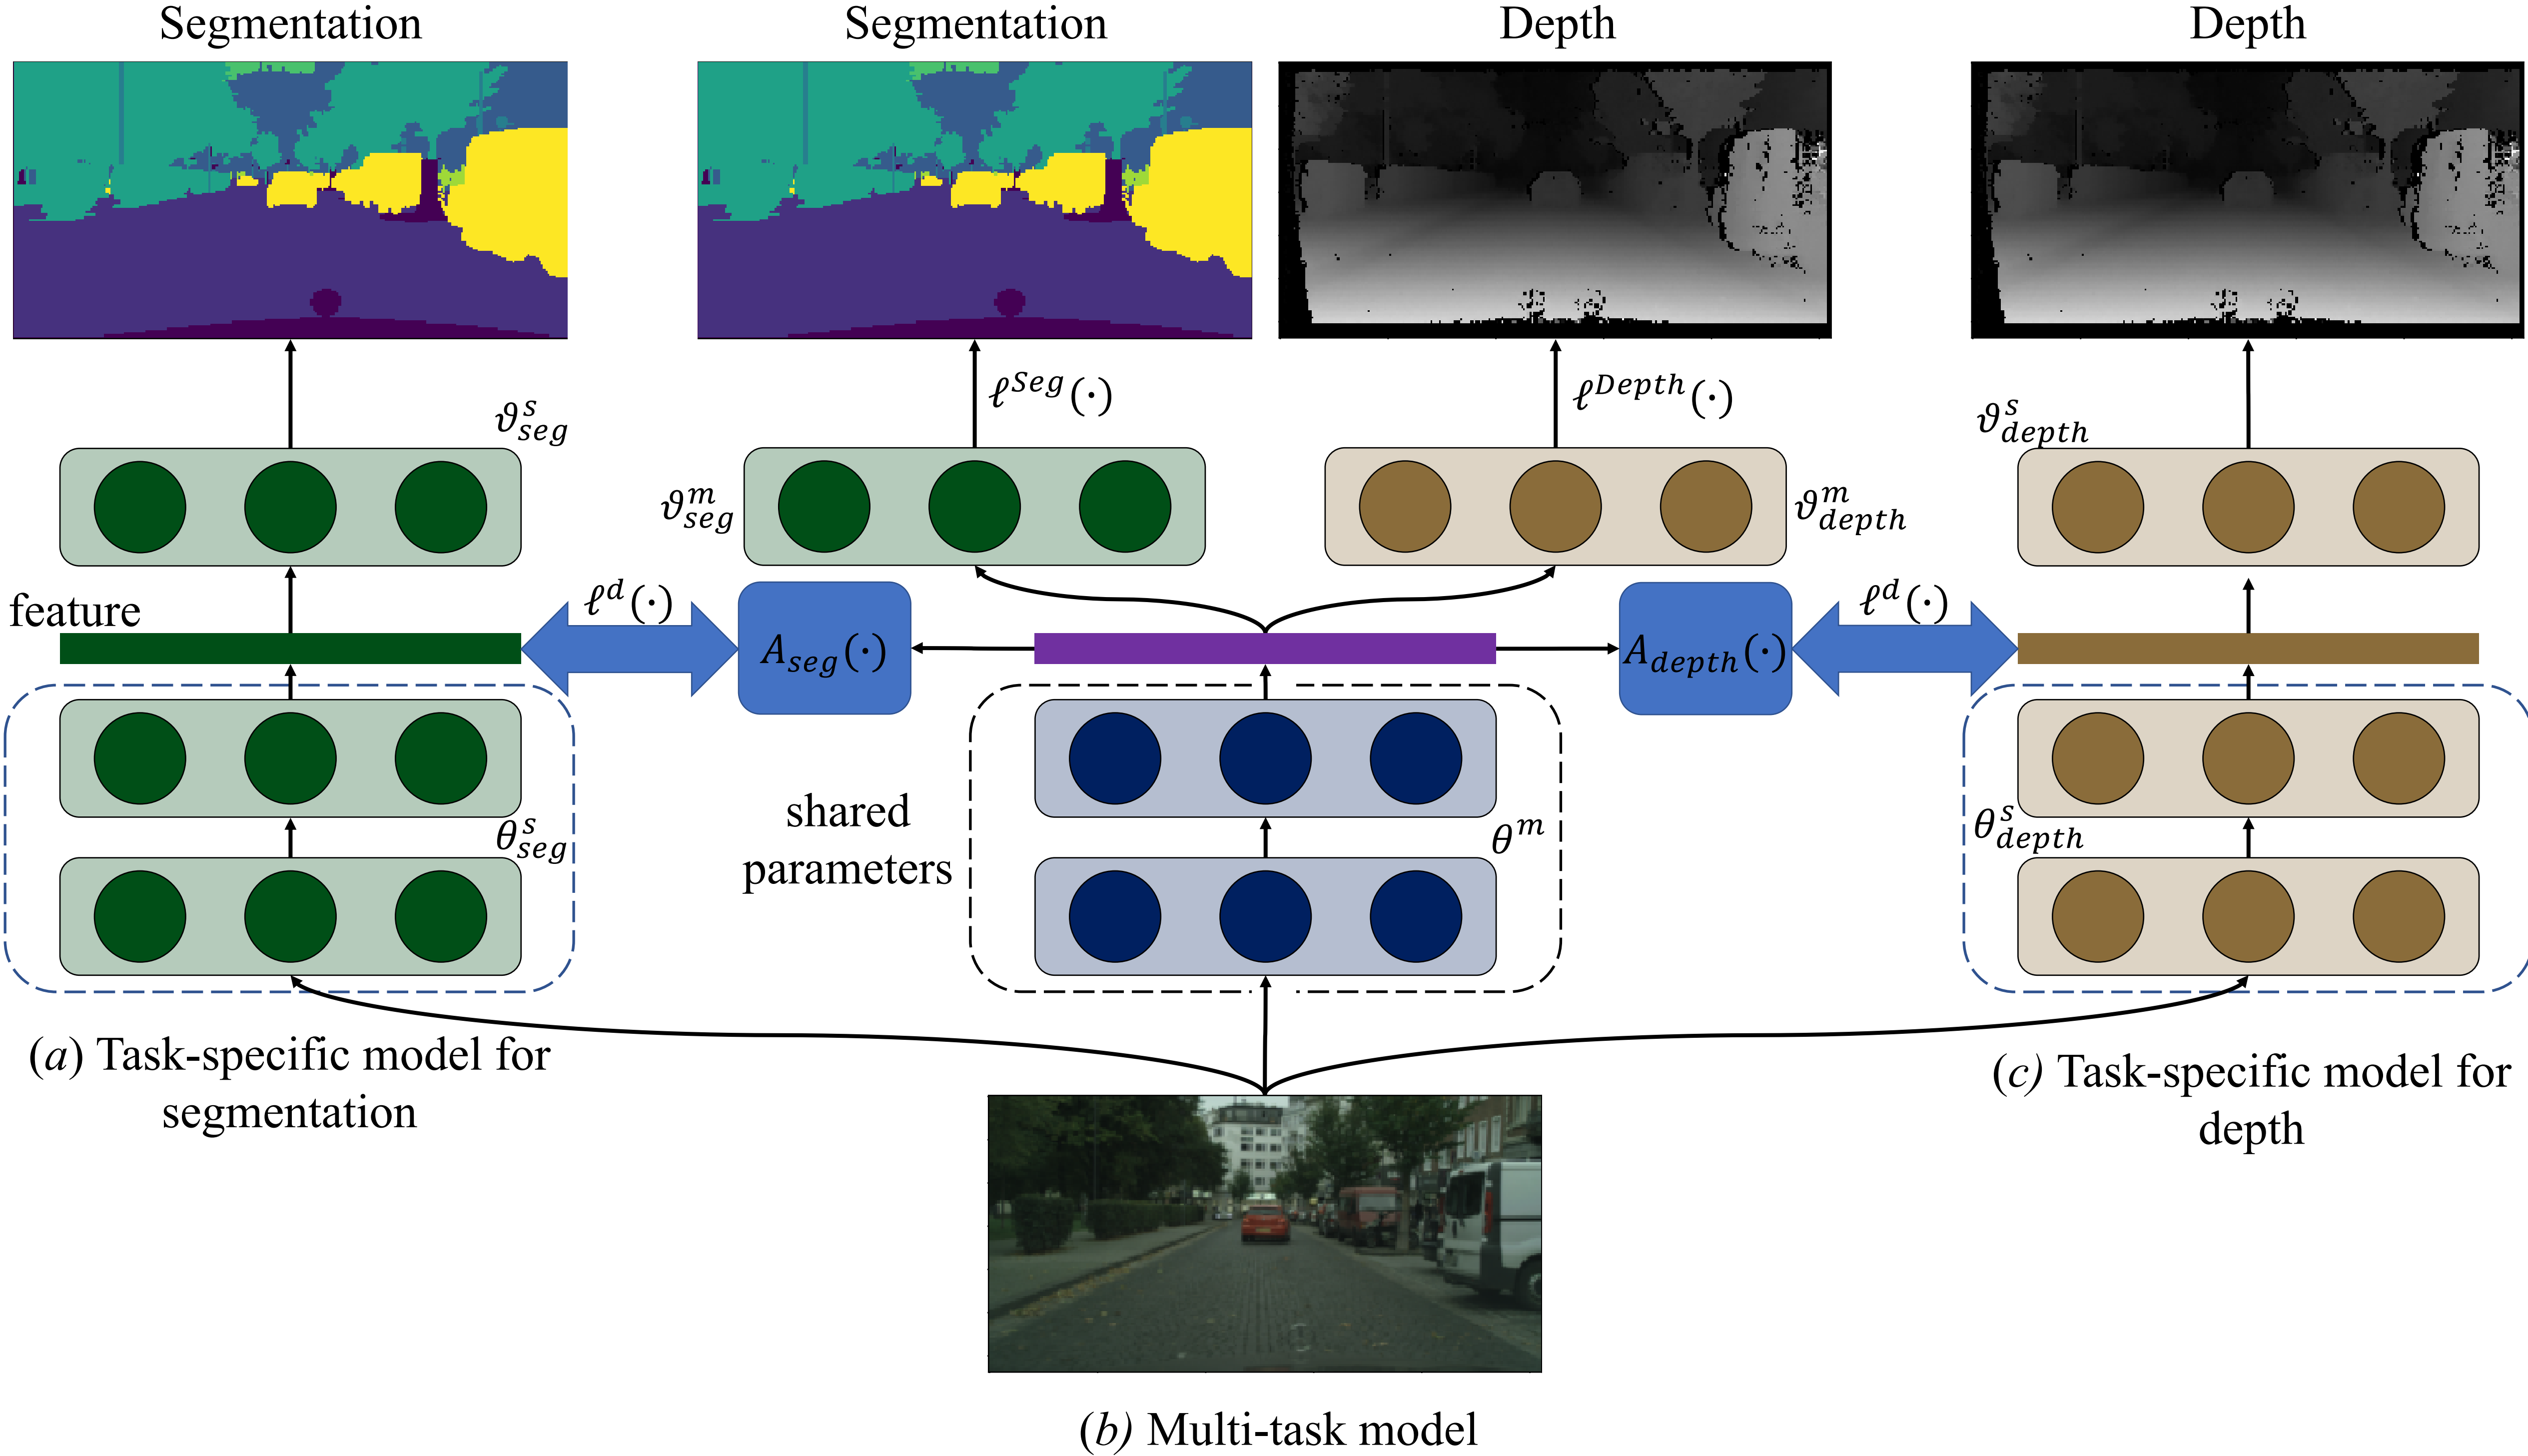 Segmentation
Segmentation
Depth
Depth
ℓ^{Seg}(·)
ℓ^{Depth}(·)
ϑ^s_{seg}
ϑ^s_{depth}
ϑ^m_{seg}
ϑ^m_{depth}
feature
ℓ^d(·)
ℓ^d(·)
A_{seg}(·)
A_{depth}(·)
shared
parameters
θ^s_{seg}
θ^m
θ^s_{depth}
(a) Task-specific model for
segmentation
(c) Task-specific model for
depth
(b) Multi-task model